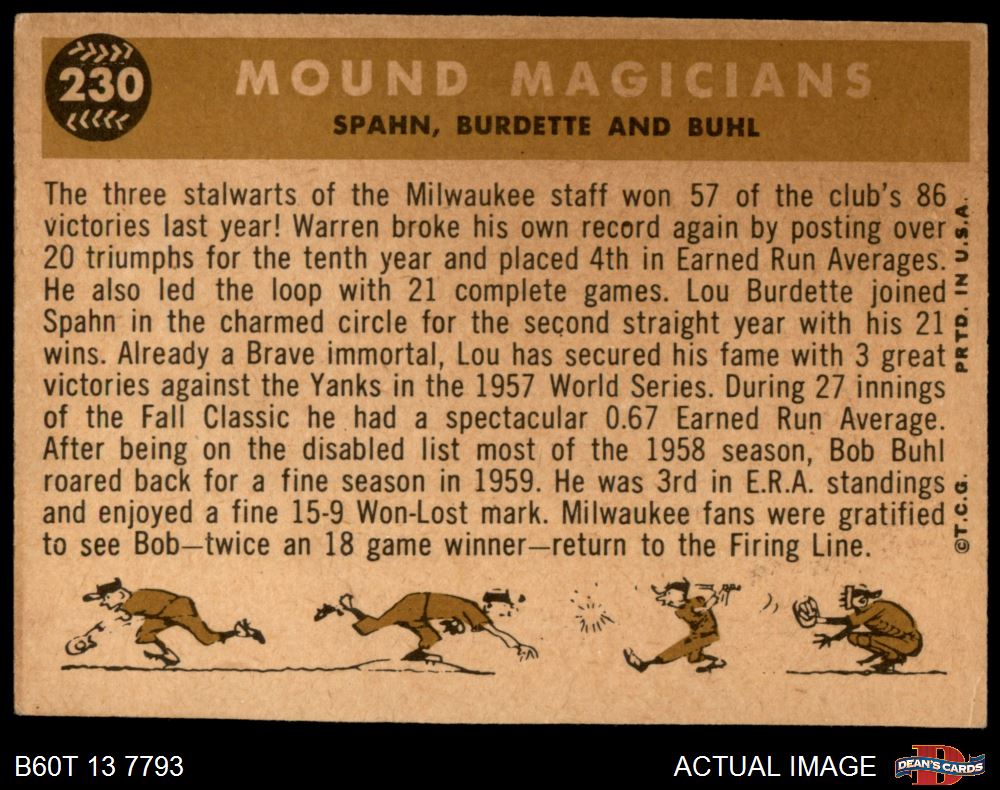 230
MOUND MAGICIANS
SPAHN, BURDETTE AND BUHL
The three stalwarts of the Milwaukee staff won 57 of the club's 86
victories last year! Warren broke his own record again by posting over
20 triumphs for the tenth year and placed 4th in Earned Run Averages.
He also led the loop with 21 complete games. Lou Burdette joined
Spahn in the charmed circle for the second straight year with his 21
wins. Already a Brave immortal, Lou has secured his fame with 3 great
victories against the Yanks in the 1957 World Series. During 27 innings
of the Fall Classic he had a spectacular 0.67 Earned Run Average.
After being on the disabled list most of the 1958 season, Bob Buhl
roared back for a fine season in 1959. He was 3rd in E.R.A. standings
and enjoyed a fine 15-9 Won-Lost mark. Milwaukee fans were gratified
to see Bob—twice an 18 game winner—return to the Firing Line.
©T.C.G. PRTD. IN U.S.A.
B60T 13 7793
ACTUAL IMAGE
DEAN'S CARDS